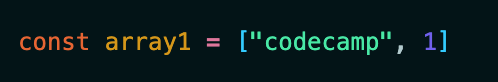 const array1 = ["codecamp", 1]